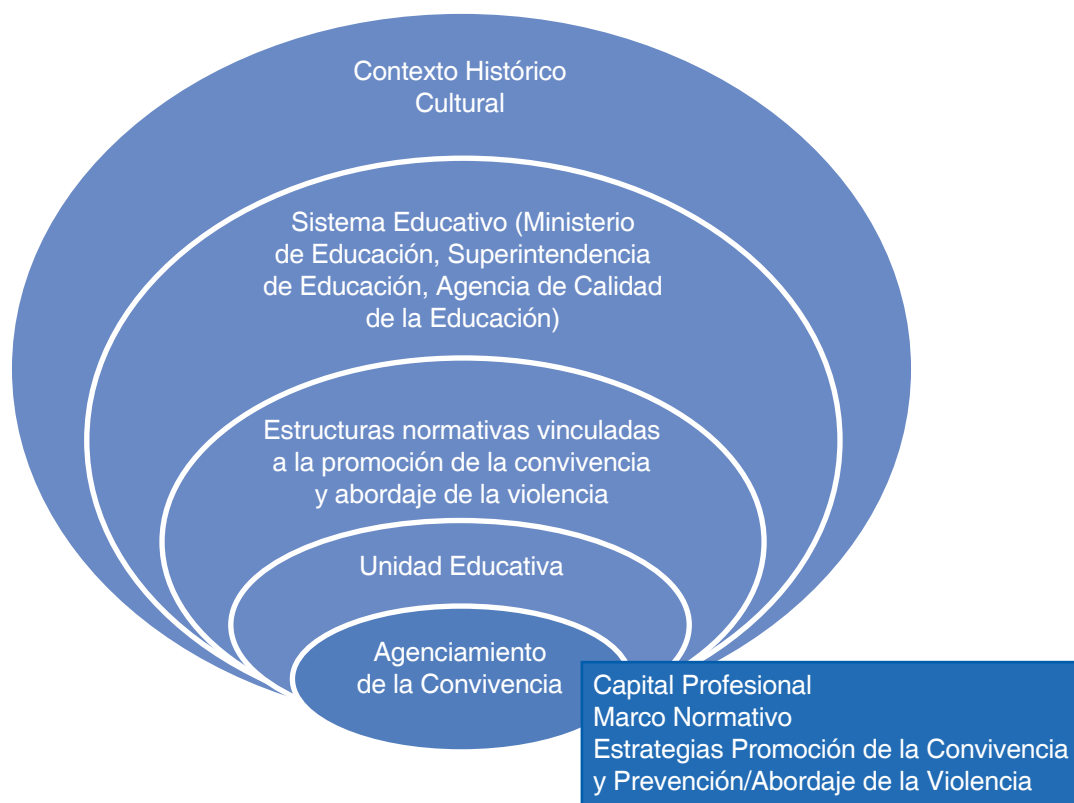 Contexto Histórico
Cultural
Sistema Educativo (Ministerio
de Educación, Superintendencia
de Educación, Agencia de Calidad
de la Educación)
Estructuras normativas vinculadas
a la promoción de la convivencia
y abordaje de la violencia
Unidad Educativa
Agenciamiento
de la Convivencia
Capital Profesional
Marco Normativo
Estrategias Promoción de la Convivencia
y Prevención/Abordaje de la Violencia